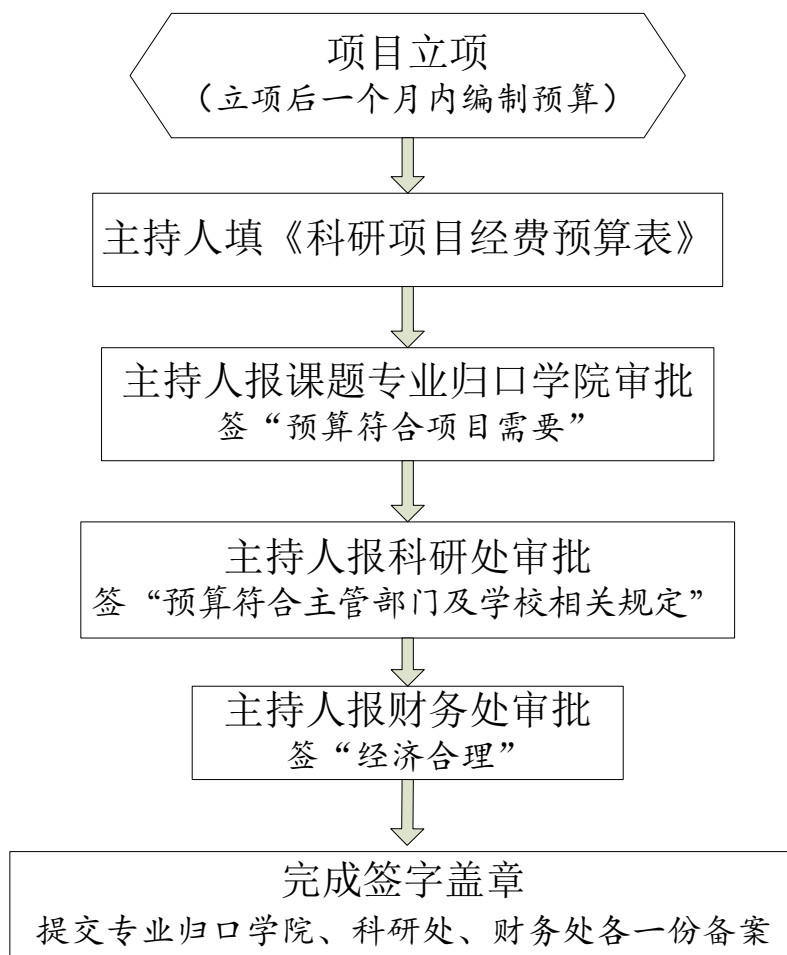 项目立项
（立项后一个月内编制预算）
主持人填《科研项目经费预算表》
主持人报课题专业归口学院审批
签“预算符合项目需要”
主持人报科研处审批
签“预算符合主管部门及学校相关规定”
主持人报财务处审批
签“经济合理”
完成签字盖章
提交专业归口学院、科研处、财务处各一份备案